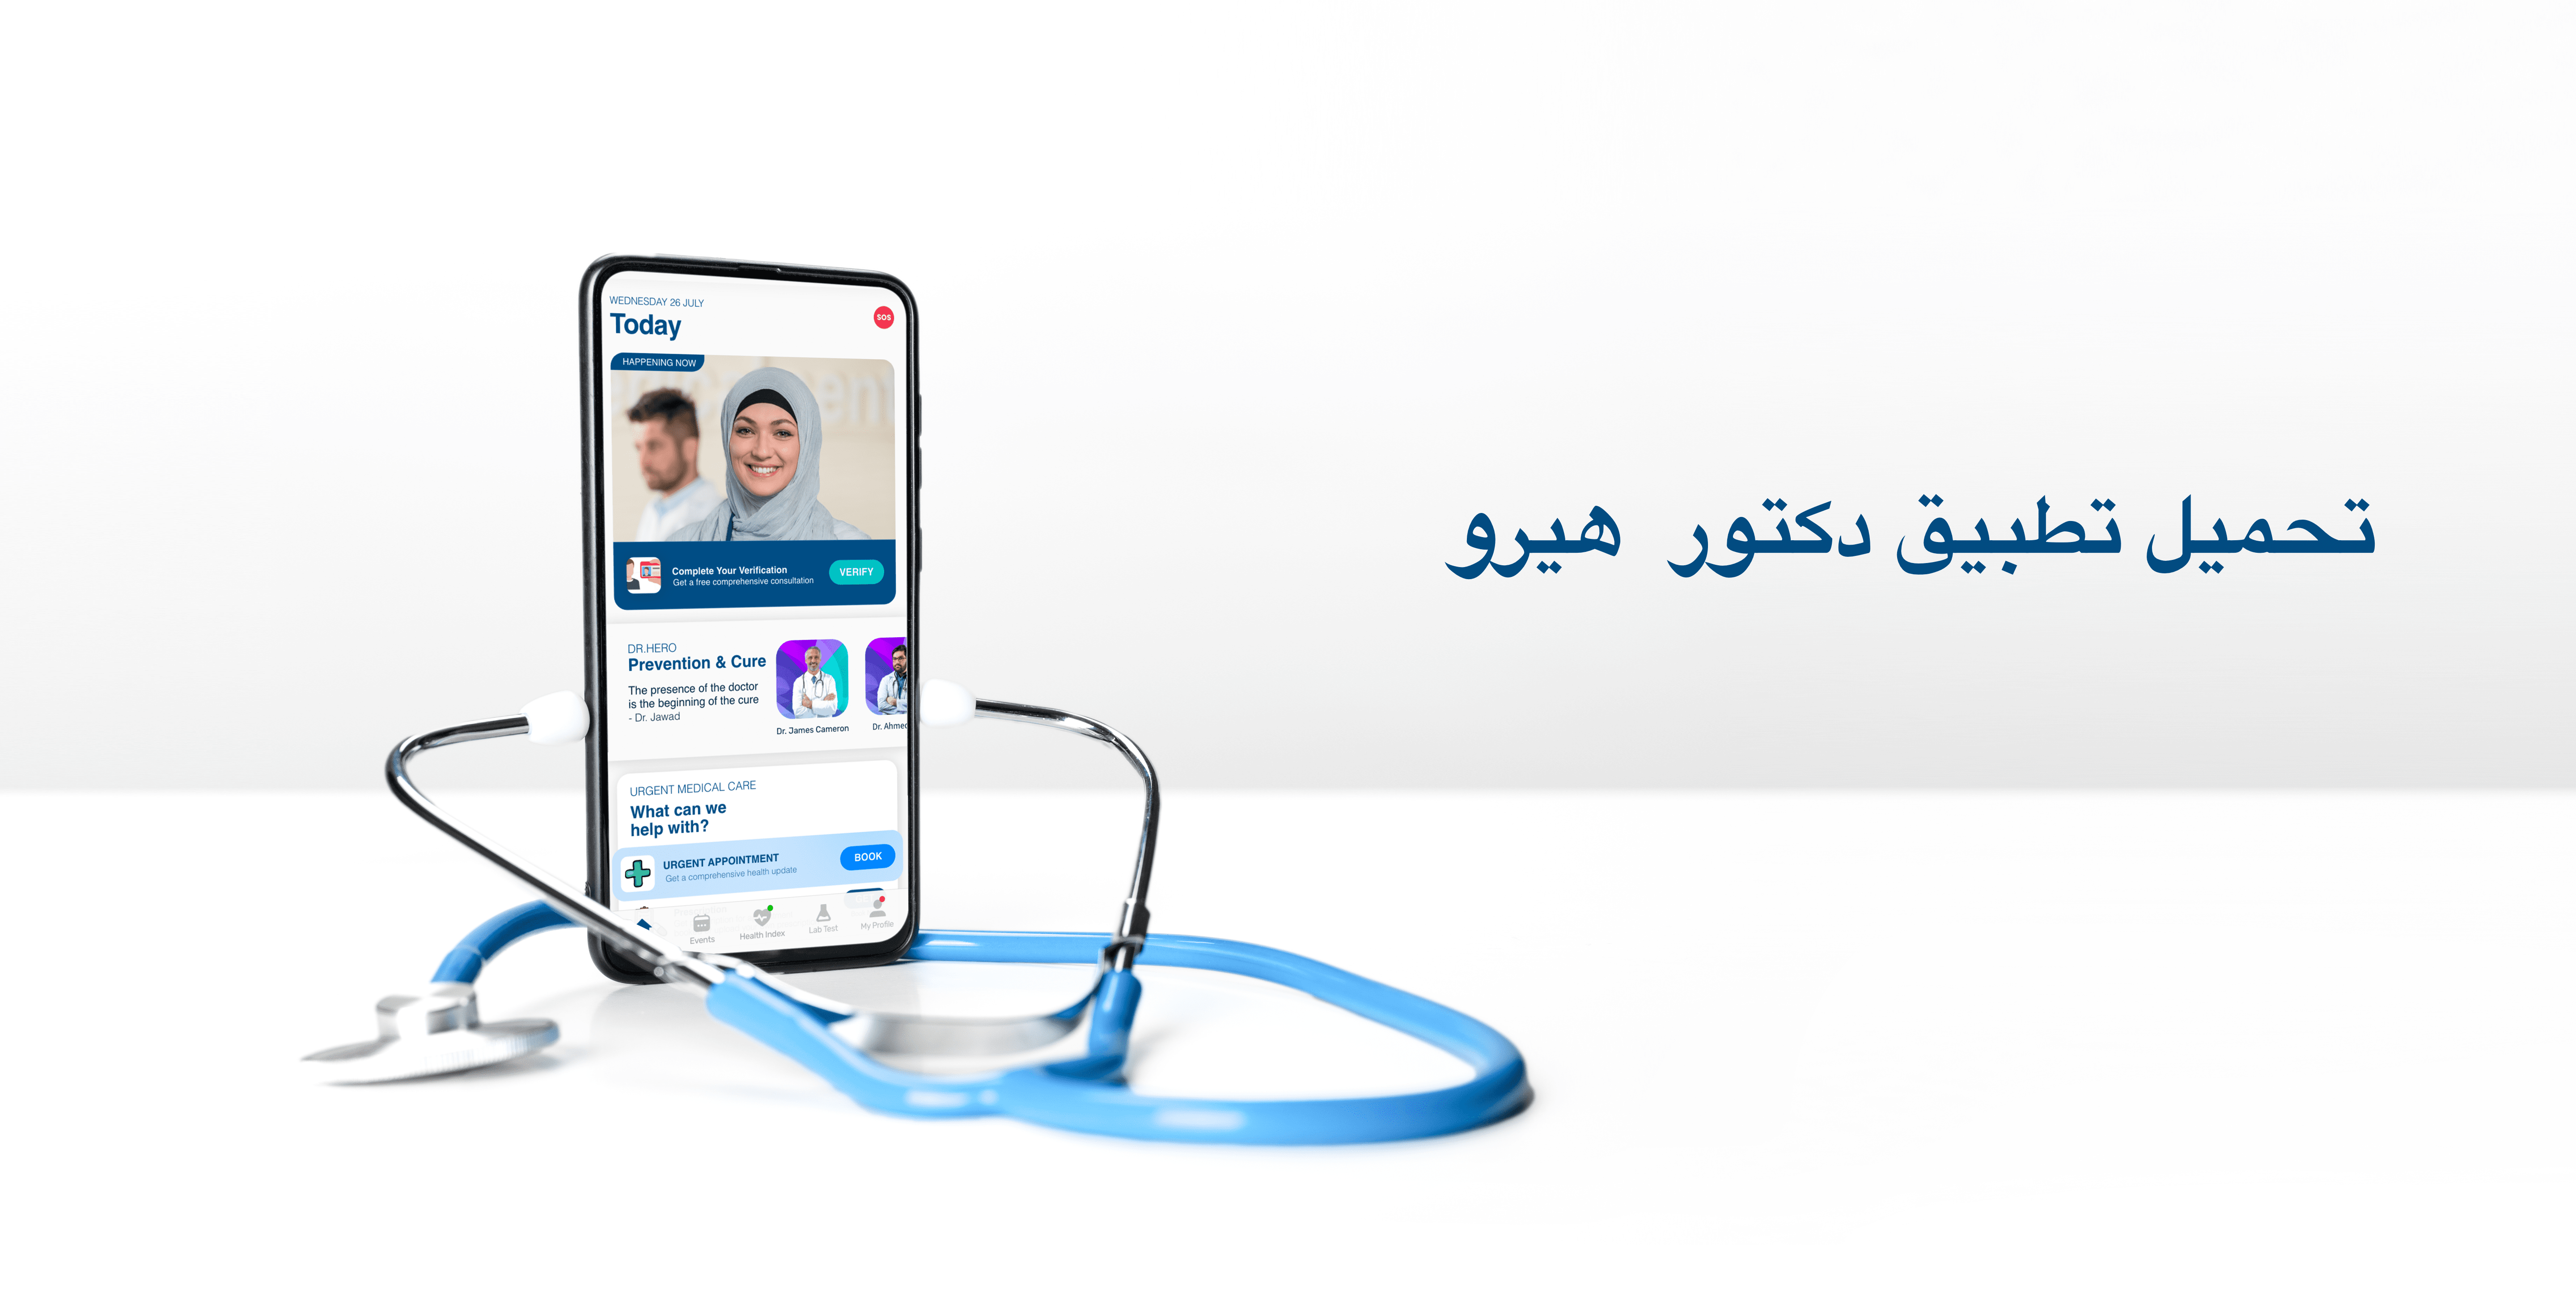 WEDNESDAY 26 JULY
Today
SOS
HAPPENING NOW
Complete Your Verification
Get a free comprehensive consultation
VERIFY
DR.HERO
Prevention & Cure
The presence of the doctor
is the beginning of the cure
- Dr. Jawad
Dr. James Cameron
Dr. Ahmed
URGENT MEDICAL CARE
What can we
help with?
URGENT APPOINTMENT
Get a comprehensive health update
BOOK
Events
Health Index
Lab Test
My Profile
تحميل تطبيق دكتور هيرو